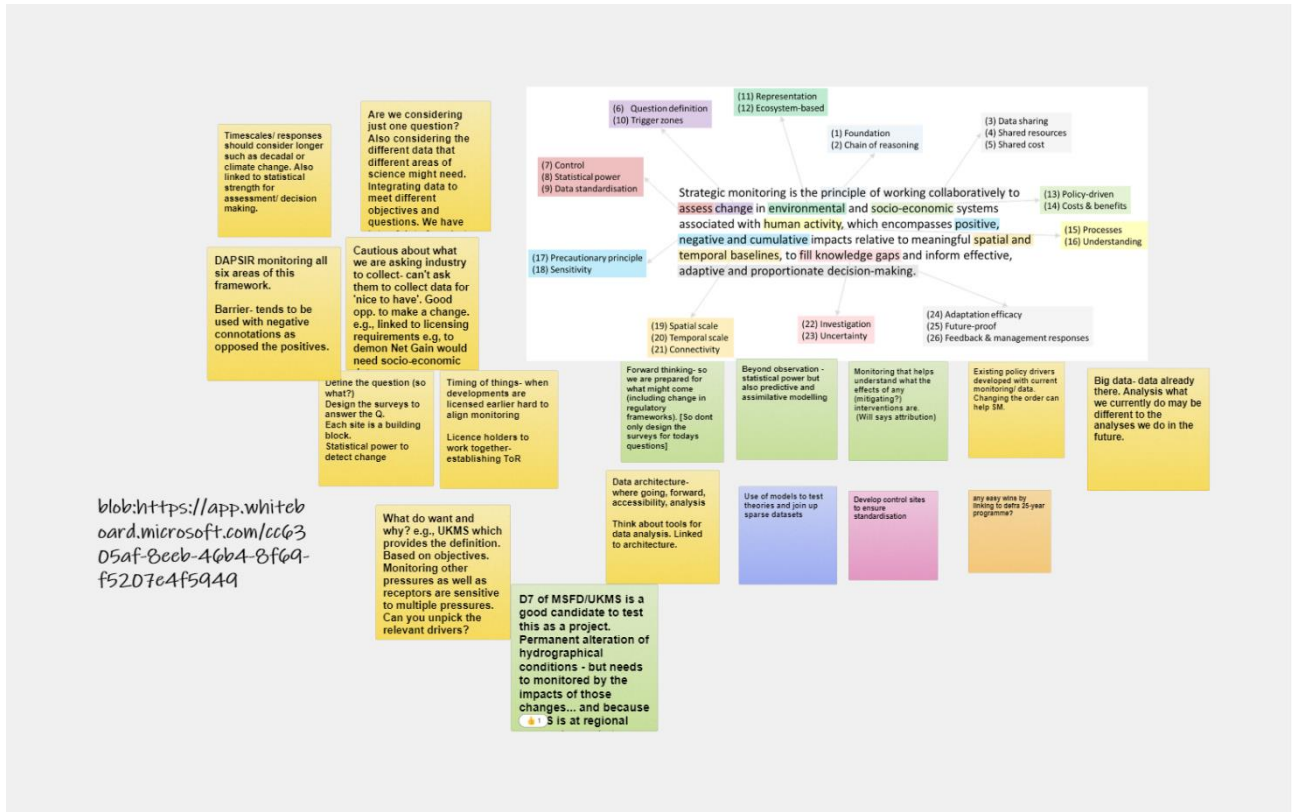 Timescales/ responses
should consider longer
such as decadal or
climate change. Also
linked to statistical
strength for
assessment/ decision
making.
Are we considering
just one question?
Also considering the
different data that
different areas of
science might need.
Integrating data to
meet different
objectives and
questions. We have
DAPSIR monitoring all
six areas of this
framework.
Barrier- tends to be
used with negative
connotations as
opposed the positives.
Cautious about what
we are asking industry
to collect- can't ask
them to collect data for
'nice to have'. Good
opp. to make a change.
e.g., linked to licensing
requirements e.g, to
demon Net Gain would
need socio-economic
Define the question (so
what?)
Design the surveys to
answer the Q.
Each site is a building
block.
Statistical power to
detect change
Timing of things- when
developments are
licensed earlier hard to
align monitoring
Licence holders to
work together-
establishing ToR
blob:https://app.whiteb
oard.microsoft.com/cc63
05af-8eeb-46b4-8f69-
f5207e4f5949
What do want and
why? e.g., UKMS which
provides the definition.
Based on objectives.
Monitoring other
pressures as well as
receptors are sensitive
to multiple pressures.
Can you unpick the
relevant drivers?
D7 of MSFD/UKMS is a
good candidate to test
this as a project.
Permanent alteration of
hydrographical
conditions - but needs
to monitored by the
impacts of those
changes... and because
S is at regional
1
(6) Question definition
(10) Trigger zones
(11) Representation
(12) Ecosystem-based
(1) Foundation
(2) Chain of reasoning
(3) Data sharing
(4) Shared resources
(5) Shared cost
(7) Control
(8) Statistical power
(9) Data standardisation
Strategic monitoring is the principle of working collaboratively to
assess change in environmental and socio-economic systems
associated with human activity, which encompasses positive,
negative and cumulative impacts relative to meaningful spatial and
temporal baselines, to fill knowledge gaps and inform effective,
adaptive and proportionate decision-making.
(13) Policy-driven
(14) Costs & benefits
(15) Processes
(16) Understanding
(17) Precautionary principle
(18) Sensitivity
(19) Spatial scale
(20) Temporal scale
(21) Connectivity
(22) Investigation
(23) Uncertainty
(24) Adaptation efficacy
(25) Future-proof
(26) Feedback & management responses
Forward thinking- so
we are prepared for
what might come
(including change in
regulatory
frameworks). [So dont
only design the
surveys for todays
questions]
Beyond observation -
statistical power but
also predictive and
assimilative modelling
Monitoring that helps
understand what the
effects of any
(mitigating?)
interventions are.
(Will says attribution)
Existing policy drivers
developed with current
monitoring/ data.
Changing the order can
help SM.
Big data- data already
there. Analysis what
we currently do may be
different to the
analyses we do in the
future.
Data architecture-
where going, forward,
accessibility, analysis
Think about tools for
data analysis. Linked
to architecture.
Use of models to test
theories and join up
sparse datasets
Develop control sites
to ensure
standardisation
any easy wins by
linking to defra 25-year
programme?